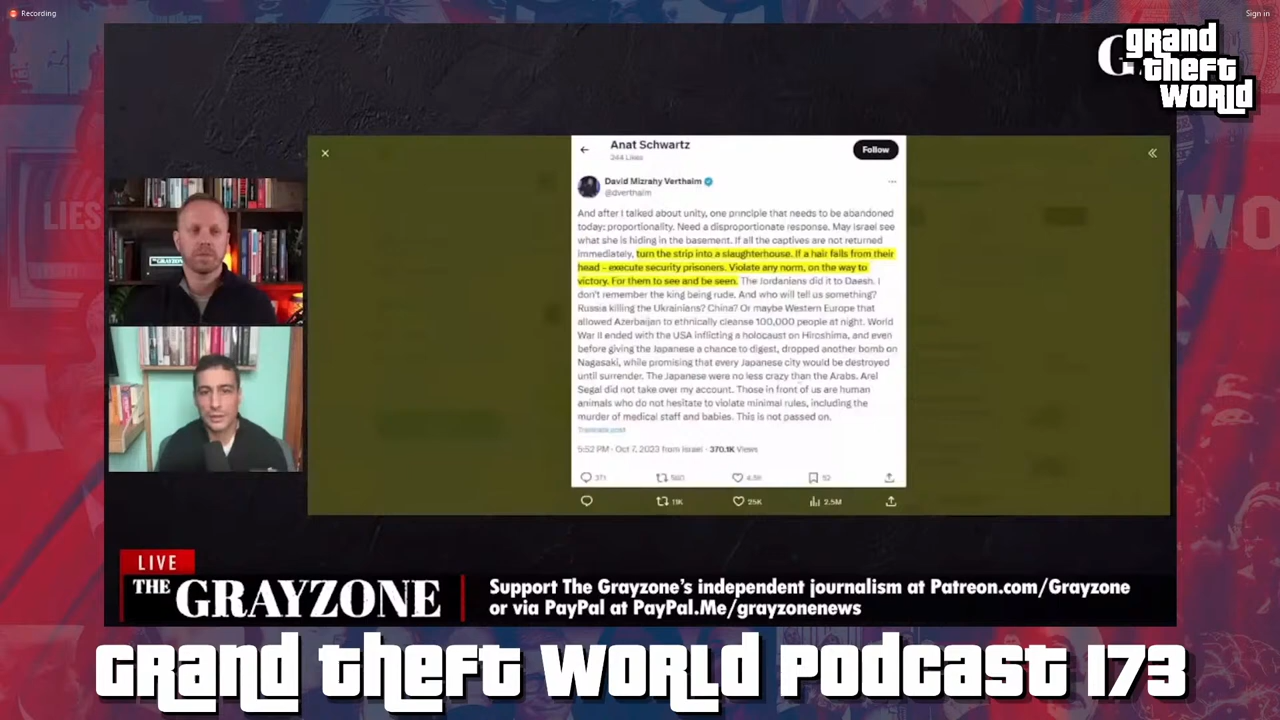 Recording
Sign in
grand
theft
WORLD
LIES
Anat Schwartz
244 Likes
Follow
David Mizrahy Verthaim
@dverthaim
And after I talked about unity, one principle that needs to be abandoned
today: proportionality. Need a disproportionate response. May Israel see
what she is hiding in the basement. If all the captives are not returned
immediately, turn the strip into a slaughterhouse. If a hair falls from their
head - execute security prisoners. Violate any norm, on the way to
victory. For them to see and be seen. The Jordanians did it to Daesh. I
don't remember the king being rude. And who will tell us something?
Russia killing the Ukrainians? China? Or maybe Western Europe that
allowed Azerbaijan to ethnically cleanse 100,000 people at night. World
War II ended with the USA inflicting a holocaust on Hiroshima, and even
before giving the Japanese a chance to digest, dropped another bomb on
Nagasaki, while promising that every Japanese city would be destroyed
until surrender. The Japanese were no less crazy than the Arabs. Arel
Segal did not take over my account. Those in front of us are human
animals who do not hesitate to violate minimal rules, including the
murder of medical staff and babies. This is not passed on.
Translate post
5:52 PM · Oct 7, 2023 from Israel · 370.1K Views
371
52
11K
25K
2.5M
LIVE
THE GRAYZONE
Support The Grayzone's independent journalism at Patreon.com/Grayzone
or via PayPal at PayPal.Me/grayzonenews
GRAND THEFT WORLD PODCAST 173